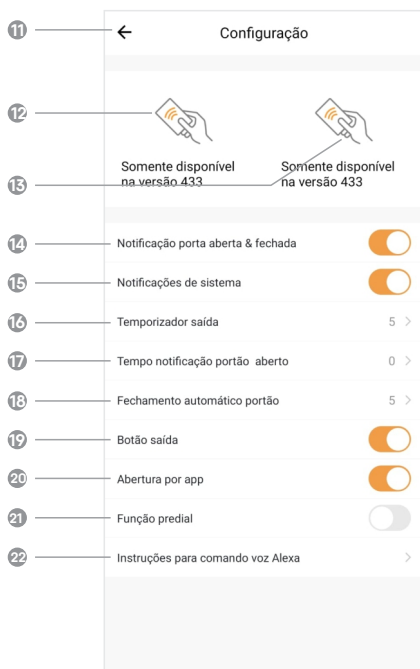 11
Configuração
12
Somente disponível
na versão 433
Somente disponível
na versão 433
13
14 Notificação porta aberta & fechada
15 Notificações de sistema
16 Temporizador saída 5 >
17 Tempo notificação portão aberto 0 >
18 Fechamento automático portão 5 >
19 Botão saída
20 Abertura por app
21 Função predial
22 Instruções para comando voz Alexa >